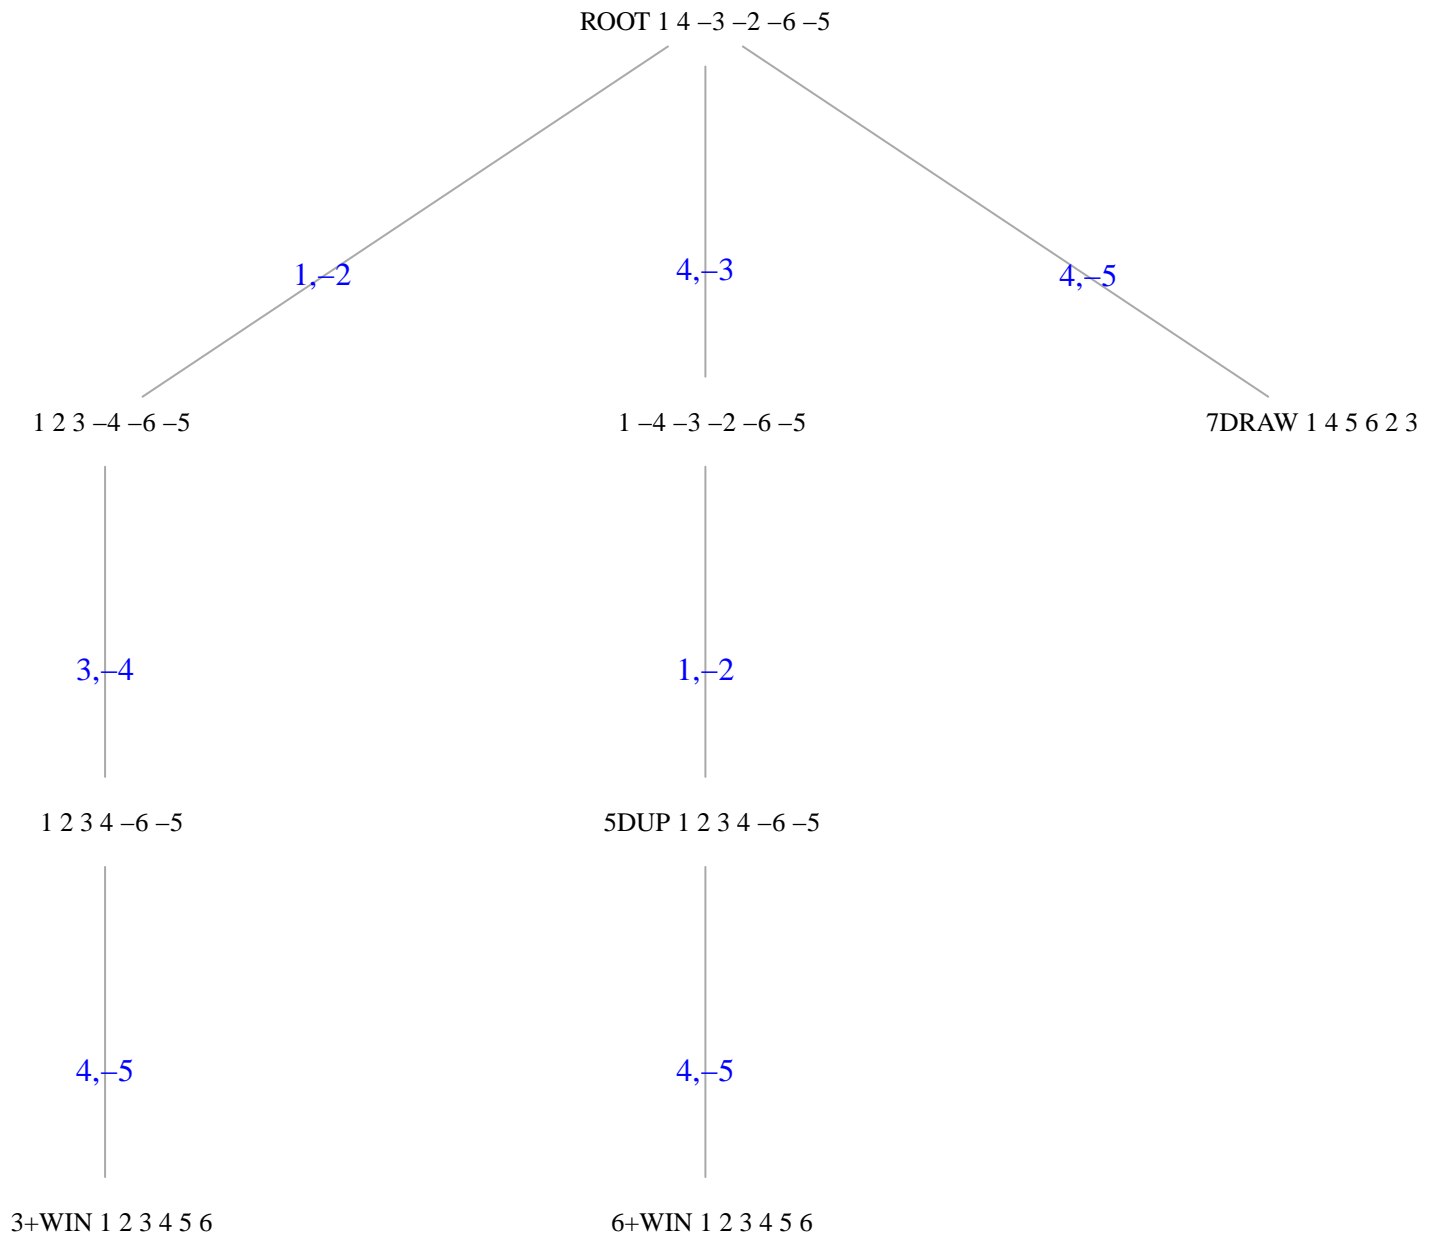 ROOT 1 4 –3 –2 –6 –5
1,–2
4,–3
4,–5
1 2 3 –4 –6 –5
1 –4 –3 –2 –6 –5
7DRAW 1 4 5 6 2 3
3,–4
1,–2
1 2 3 4 –6 –5
5DUP 1 2 3 4 –6 –5
4,–5
4,–5
3+WIN 1 2 3 4 5 6
6+WIN 1 2 3 4 5 6